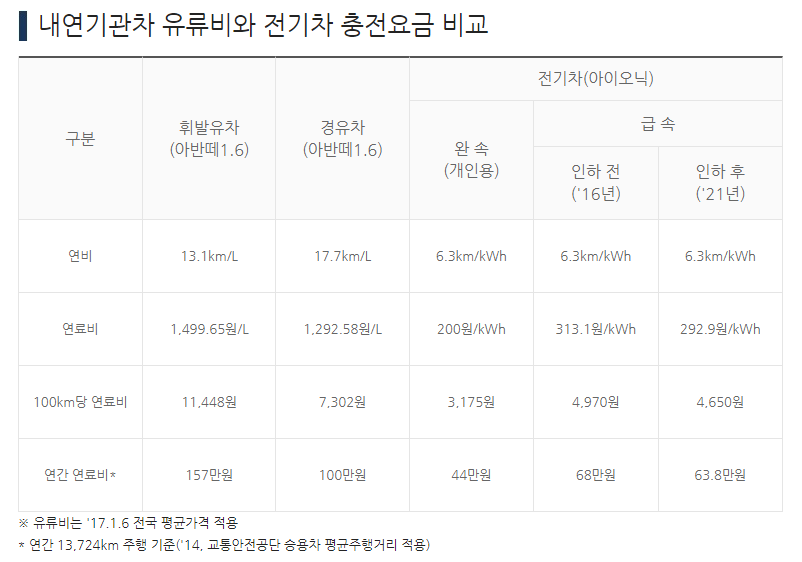 내연기관차 유류비와 전기차 충전요금 비교
구분
휘발유차
(아반떼1.6)
경유차
(아반떼1.6)
전기차(아이오닉)
완 속
(개인용)
급 속
인하 전
('16년)
인하 후
('21년)
연비 13.1km/L 17.7km/L 6.3km/kWh 6.3km/kWh 6.3km/kWh
연료비 1,499.65원/L 1,292.58원/L 200원/kWh 313.1원/kWh 292.9원/kWh
100km당 연료비 11,448원 7,302원 3,175원 4,970원 4,650원
연간 연료비* 157만원 100만원 44만원 68만원 63.8만원
※ 유류비는 '17.1.6 전국 평균가격 적용
* 연간 13,724km 주행 기준('14, 교통안전공단 승용차 평균주행거리 적용)